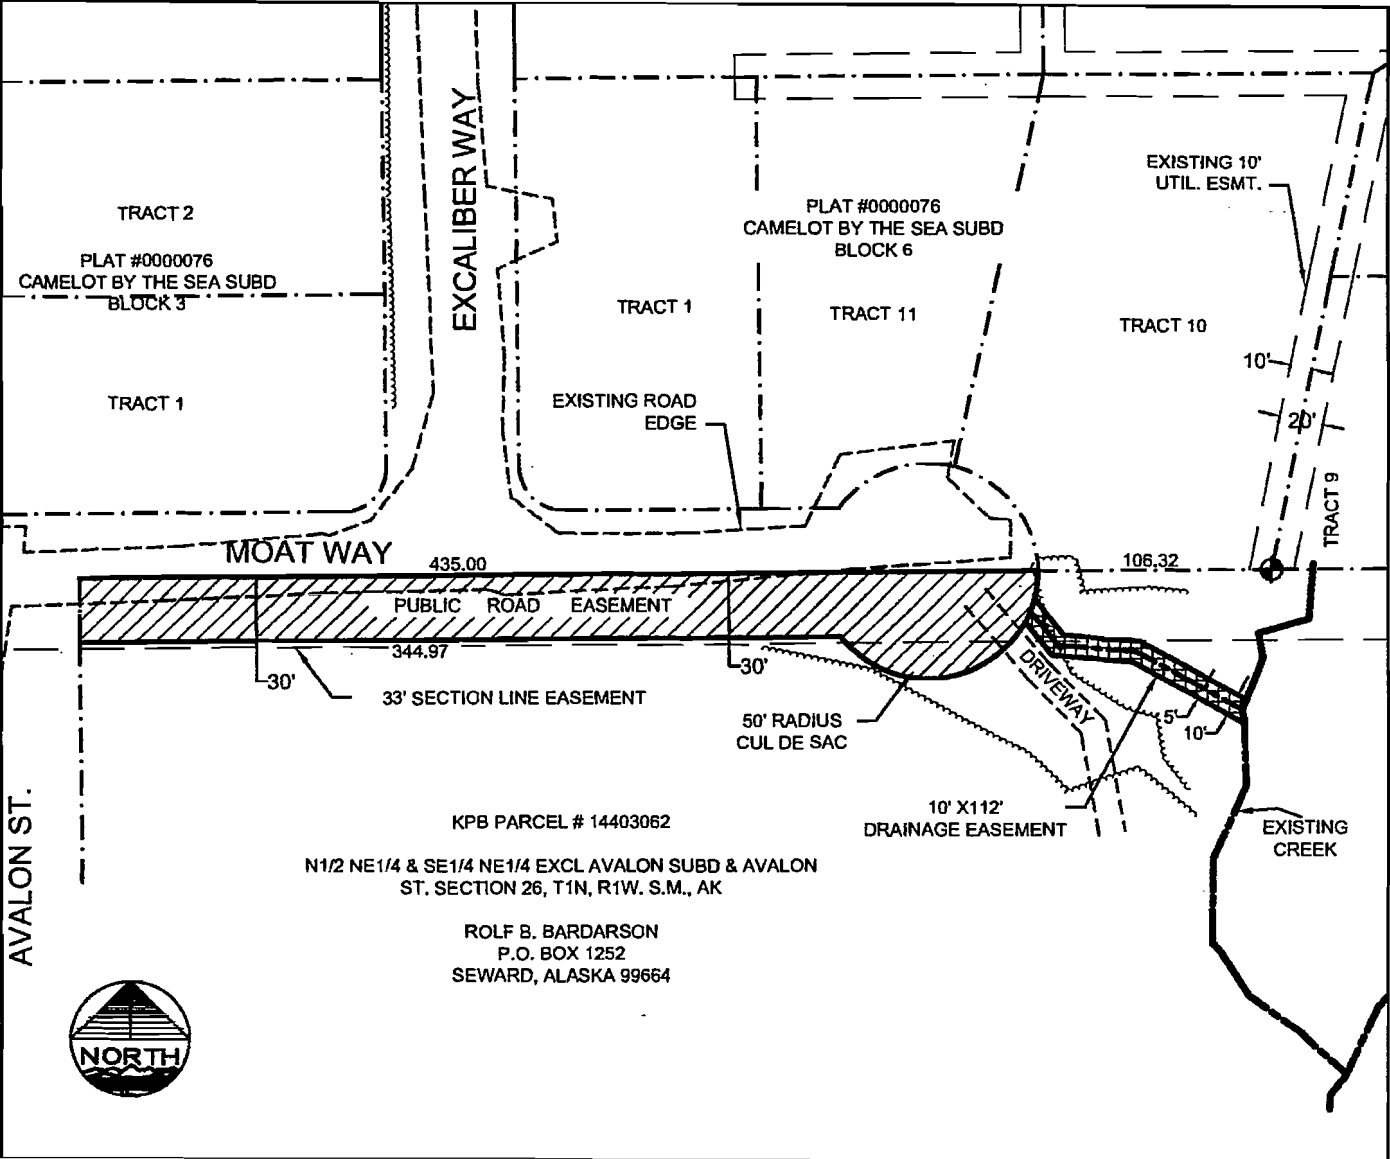 EXCALIBER WAY
EXISTING 10'
UTIL. ESMT.
TRACT 2
PLAT #0000076
CAMELOT BY THE SEA SUBD
BLOCK 3
PLAT #0000076
CAMELOT BY THE SEA SUBD
BLOCK 6
TRACT 1
TRACT 11
TRACT 10
10'
TRACT 1
EXISTING ROAD
EDGE
20'
TRACT 9
MOAT WAY
435.00
106.32
PUBLIC ROAD EASEMENT
344.97
30'
30'
33' SECTION LINE EASEMENT
DRIVEWAY
50' RADIUS
CUL DE SAC
5'
10'
AVALON ST.
10' X112'
DRAINAGE EASEMENT
EXISTING
CREEK
KPB PARCEL # 14403062
N1/2 NE1/4 & SE1/4 NE1/4 EXCL AVALON SUBD & AVALON
ST. SECTION 26, T1N, R1W. S.M., AK
ROLF B. BARDARSON
P.O. BOX 1252
SEWARD, ALASKA 99664
NORTH